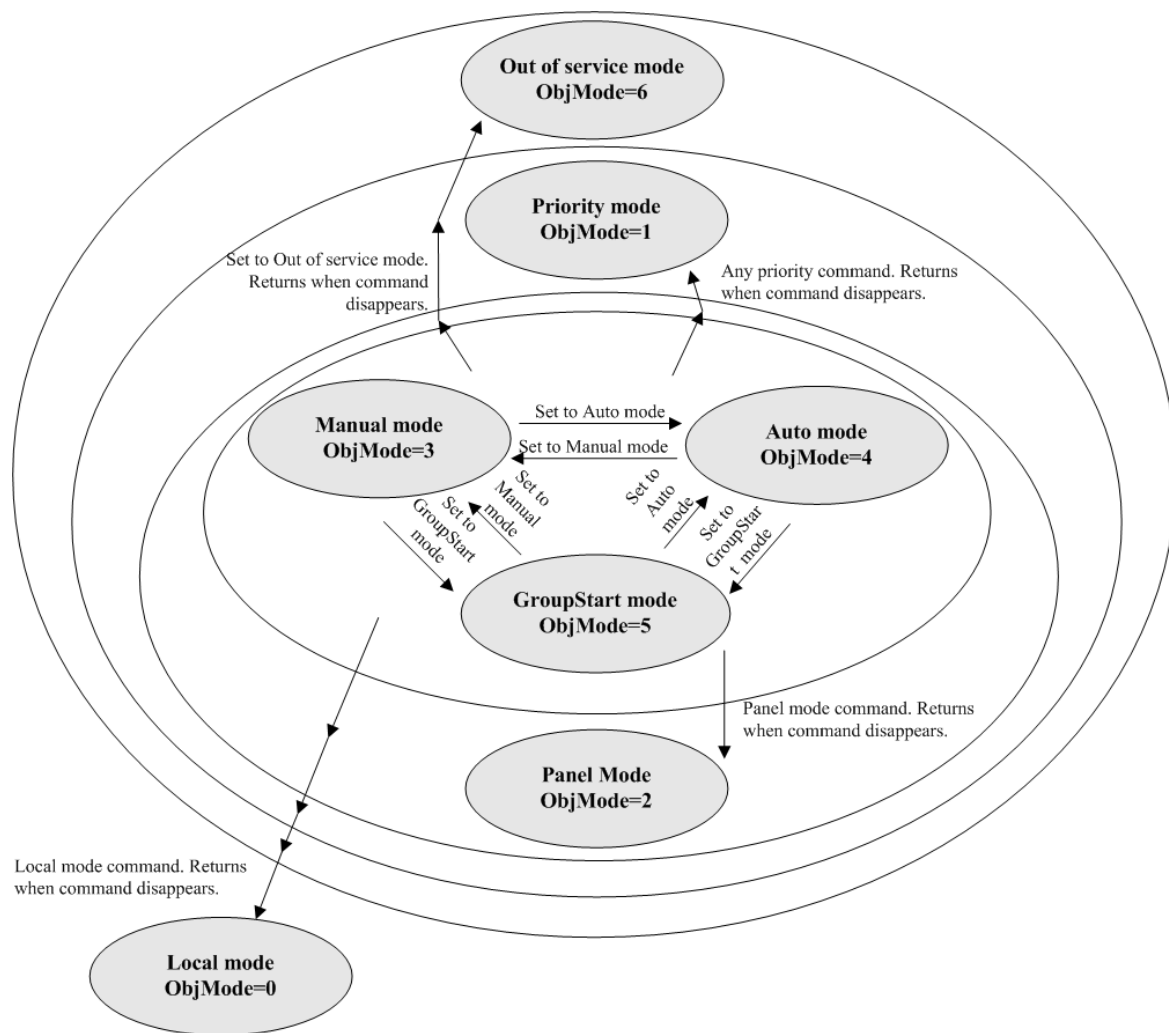 Out of service mode
ObjMode=6
Priority mode
ObjMode=1
Set to Out of service mode.
Returns when command
disappears.
Any priority command. Returns
when command disappears.
Manual mode
ObjMode=3
Set to Auto mode
Set to Manual mode
Auto mode
ObjMode=4
Set to
Manual
mode
Set to
GroupStart
mode
Set to
Auto
mode
Set to
GroupStar
t mode
GroupStart mode
ObjMode=5
Panel mode command. Returns
when command disappears.
Panel Mode
ObjMode=2
Local mode command. Returns
when command disappears.
Local mode
ObjMode=0